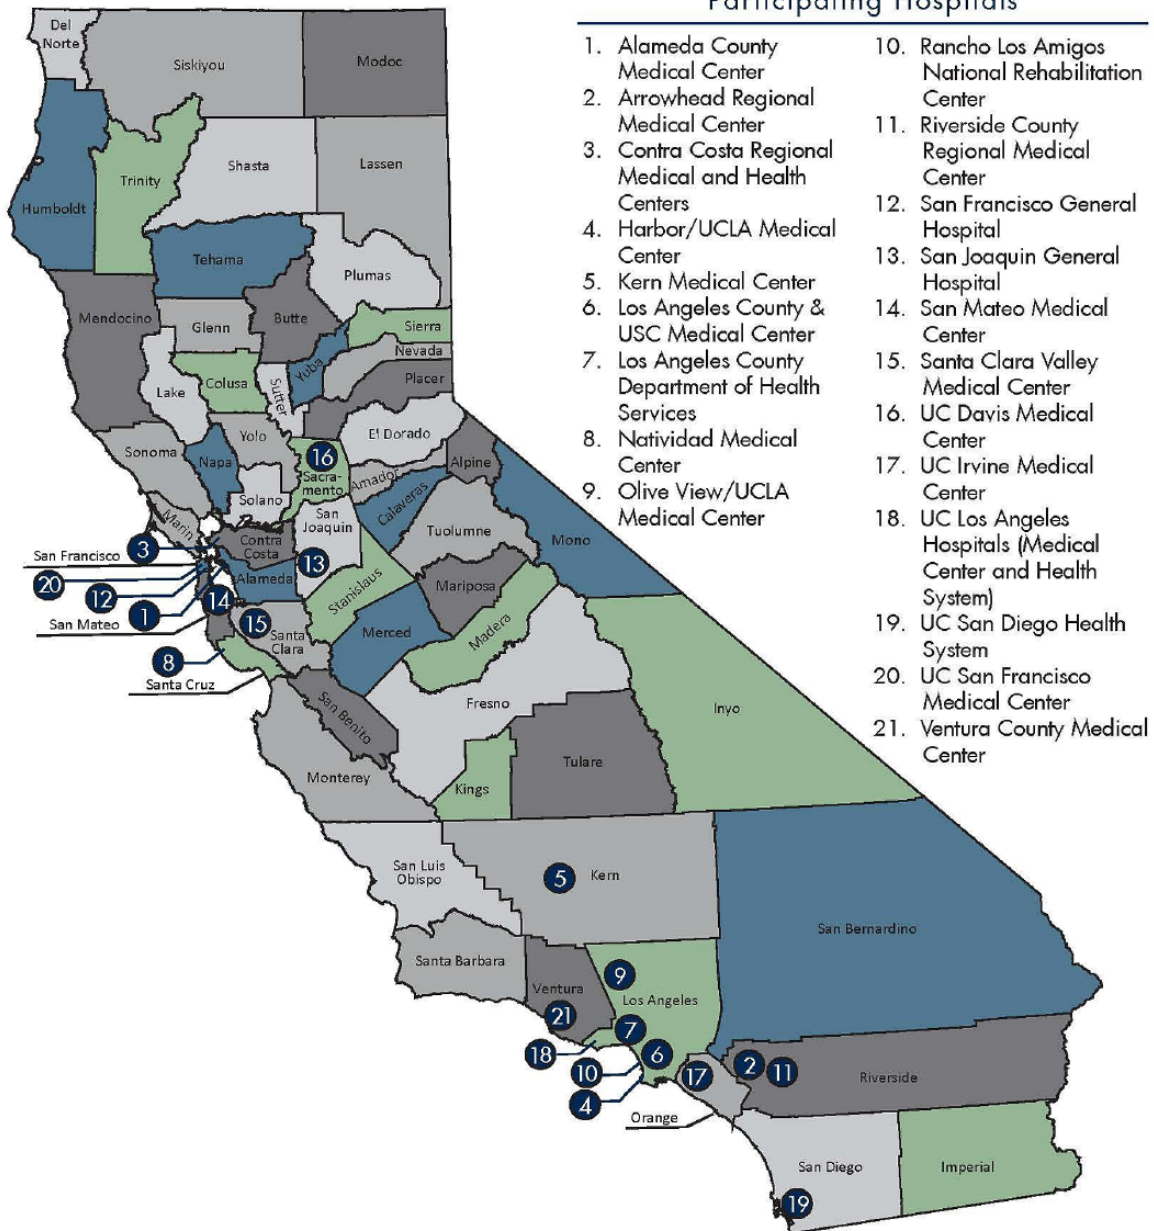 Participating Hospitals
1. Alameda County
Medical Center
2. Arrowhead Regional
Medical Center
3. Contra Costa Regional
Medical and Health
Centers
4. Harbor/UCLA Medical
Center
5. Kern Medical Center
6. Los Angeles County &
USC Medical Center
7. Los Angeles County
Department of Health
Services
8. Natividad Medical
Center
9. Olive View/UCLA
Medical Center
10. Rancho Los Amigos
National Rehabilitation
Center
11. Riverside County
Regional Medical
Center
12. San Francisco General
Hospital
13. San Joaquin General
Hospital
14. San Mateo Medical
Center
15. Santa Clara Valley
Medical Center
16. UC Davis Medical
Center
17. UC Irvine Medical
Center
18. UC Los Angeles
Hospitals (Medical
Center and Health
System)
19. UC San Diego Health
System
20. UC San Francisco
Medical Center
21. Ventura County Medical
Center
Del
Norte
Siskiyou
Modoc
Humboldt
Trinity
Shasta
Lassen
Tehama
Plumas
Mendocino
Glenn
Butte
Sierra
Nevada
Yuba
Placer
Lake
Colusa
Sutter
El Dorado
Sonoma
Napa
Yolo
16
Sacra-
mento
Amador
Alpine
Solano
Calaveras
Marin
San
Joaquin
Tuolumne
Mono
San Francisco
3
Contra
Costa
13
20
Alameda
12
14
1
Stanislaus
Mariposa
San Mateo
15
Santa
Clara
Merced
Madera
8
Santa Cruz
San Benito
Fresno
Inyo
Monterey
Kings
Tulare
San Luis
Obispo
5
Kern
San Bernardino
Santa Barbara
Ventura
21
9
Los Angeles
7
18
6
10
4
17
2
11
Riverside
Orange
San Diego
Imperial
19